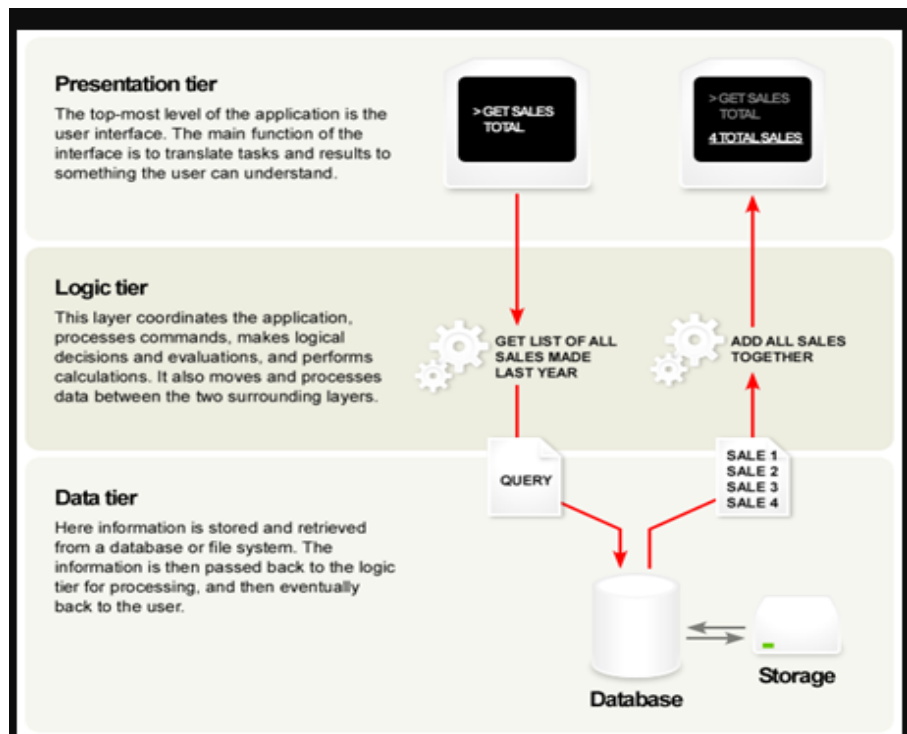 Presentation tier
The top-most level of the application is the
user interface. The main function of the
interface is to translate tasks and results to
something the user can understand.
> GET SALES
TOTAL
> GET SALES
TOTAL
4 TOTAL SALES
Logic tier
This layer coordinates the application,
processes commands, makes logical
decisions and evaluations, and performs
calculations. It also moves and processes
data between the two surrounding layers.
GET LIST OF ALL
SALES MADE
LAST YEAR
ADD ALL SALES
TOGETHER
Data tier
Here information is stored and retrieved
from a database or file system. The
information is then passed back to the logic
tier for processing, and then eventually
back to the user.
QUERY
SALE 1
SALE 2
SALE 3
SALE 4
Database
Storage